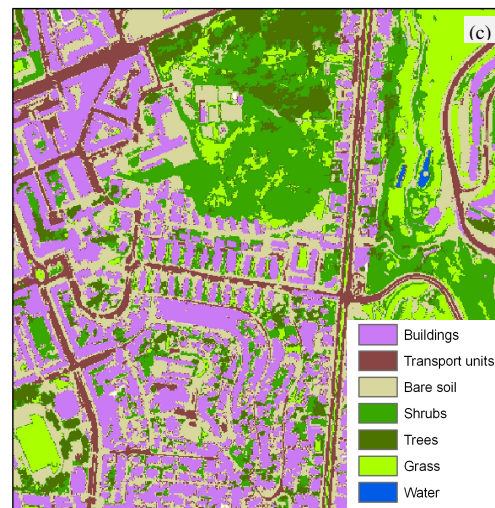 (c)
Buildings
Transport units
Bare soil
Shrubs
Trees
Grass
Water